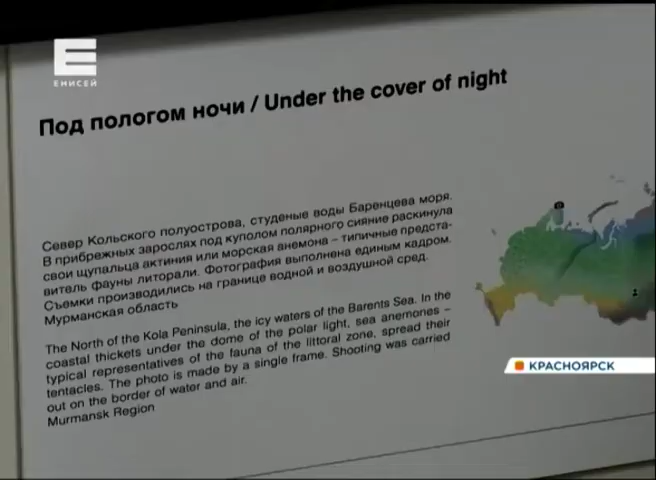 Е
ЕНИСЕЙ
Под пологом ночи / Under the cover of night
Север Кольского полуострова, студеные воды Баренцева моря.
В прибрежных зарослях под куполом полярного сияние раскинула
свои щупальца актиния или морская анемона – типичные предста-
витель фауны литорали. Фотография выполнена единым кадром.
Съемки производились на границе водной и воздушной сред.
Мурманская область
The North of the Kola Peninsula, the icy waters of the Barents Sea. In the
coastal thickets under the dome of the polar light, sea anemones –
typical representatives of the fauna of the littoral zone, spread their
tentacles. The photo is made by a single frame. Shooting was carried
out on the border of water and air.
Murmansk Region
КРАСНОЯРСК